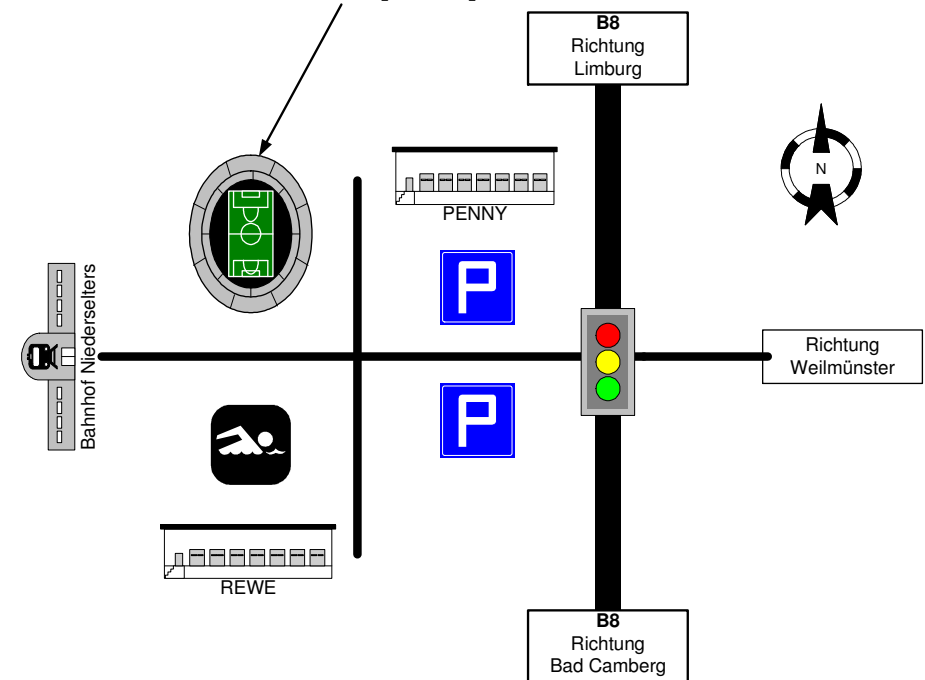 B8
Richtung
Limburg
N
PENNY
P
Bahnhof Niederselters
Richtung
Weilmünster
P
REWE
B8
Richtung
Bad Camberg